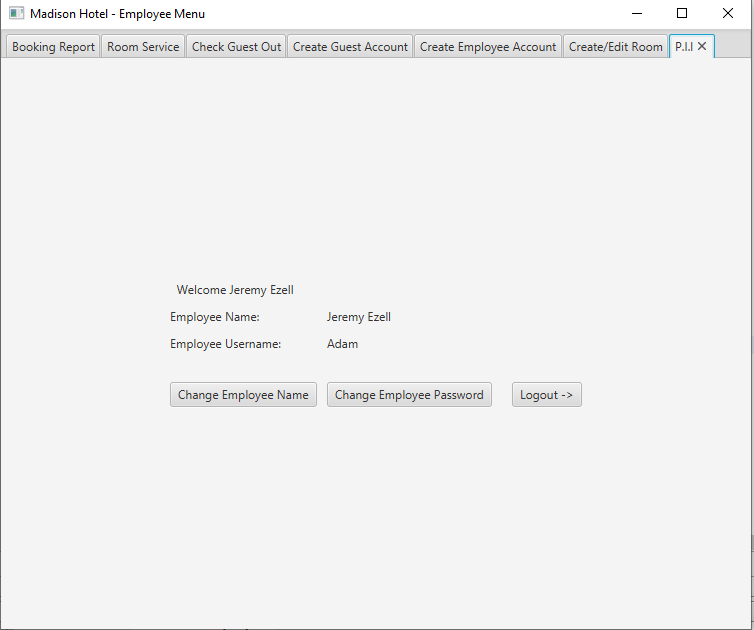 Madison Hotel - Employee Menu
Booking Report Room Service Check Guest Out Create Guest Account Create Employee Account Create/Edit Room P.I.I
Welcome Jeremy Ezell
Employee Name: Jeremy Ezell
Employee Username: Adam
Change Employee Name Change Employee Password Logout ->